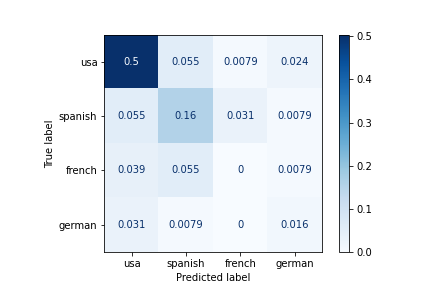 usa 0.5 0.055 0.0079 0.024 0.5
0.4
spanish 0.055 0.16 0.031 0.0079
0.3
True label
0.2
french 0.039 0.055 0 0.0079
0.1
german 0.031 0.0079 0 0.016
0.0
usa spanish french german
Predicted label